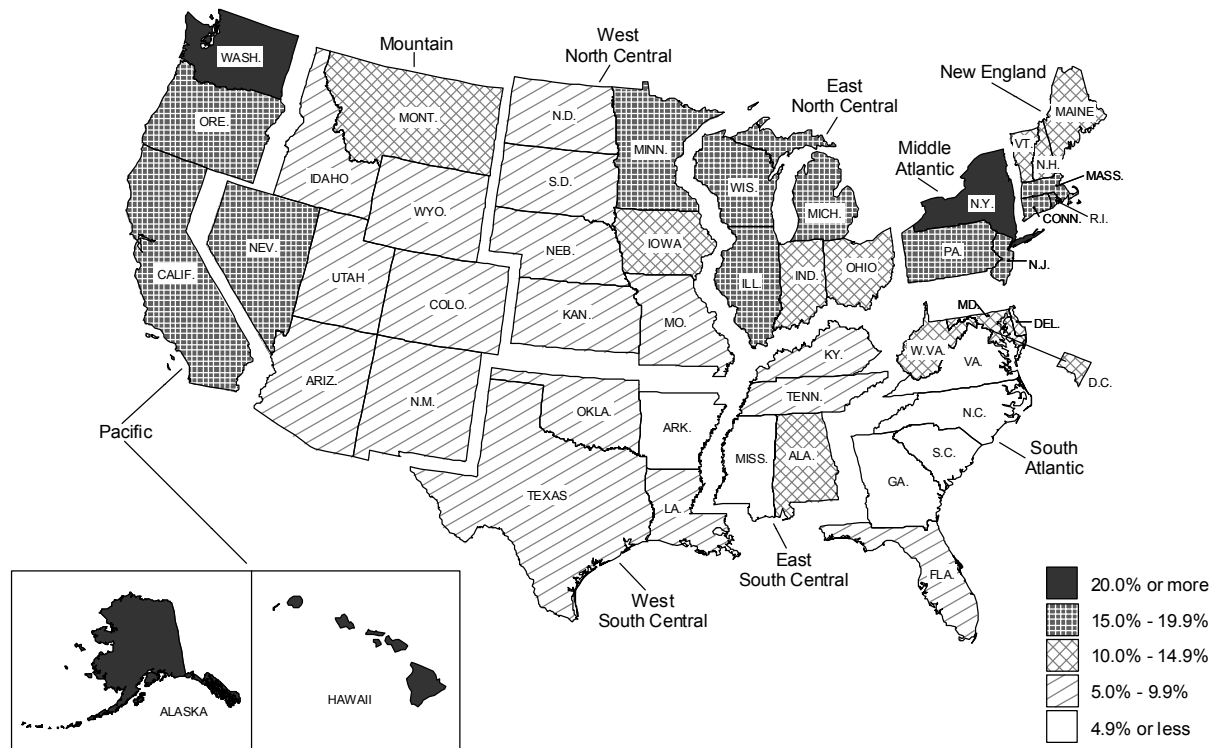 West
North Central
Mountain
New England
East
North Central
Middle
Atlantic
WASH.
MONT.
N.D.
MINN.
MAINE
VT.
N.H.
ORE.
IDAHO
S.D.
WIS.
MICH.
N.Y.
MASS.
CONN.
R.I.
WYO.
NEV.
NEB.
IOWA
PA.
N.J.
CALIF.
UTAH
COLO.
KAN.
MO.
ILL.
IND.
OHIO
MD.
DEL.
W.VA.
VA.
D.C.
KY.
ARIZ.
N.M.
OKLA.
ARK.
TENN.
N.C.
Pacific
S.C.
South
Atlantic
MISS.
ALA.
GA.
TEXAS
LA.
FLA.
East
South Central
West
South Central
ALASKA
HAWAII
20.0% or more
15.0% - 19.9%
10.0% - 14.9%
5.0% - 9.9%
4.9% or less